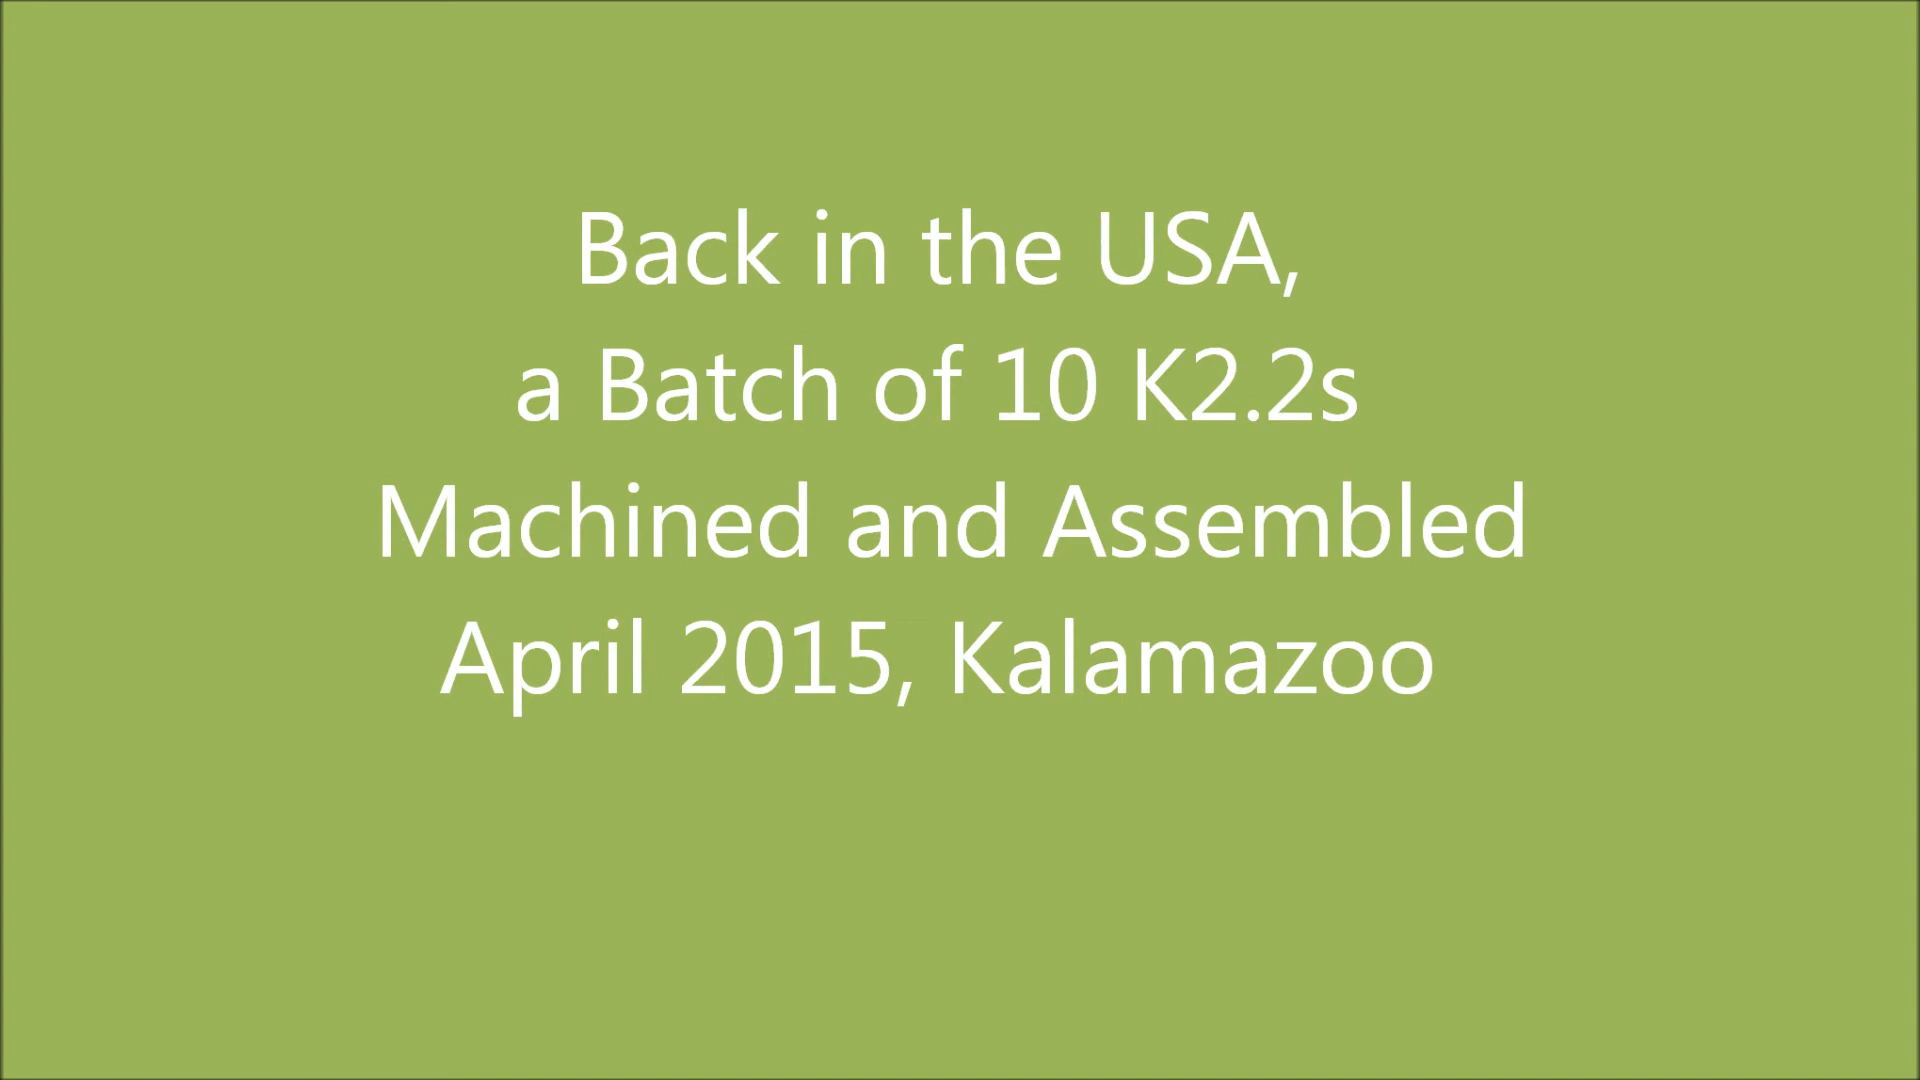 Back in the USA,
a Batch of 10 K2.2s
Machined and Assembled
April 2015, Kalamazoo